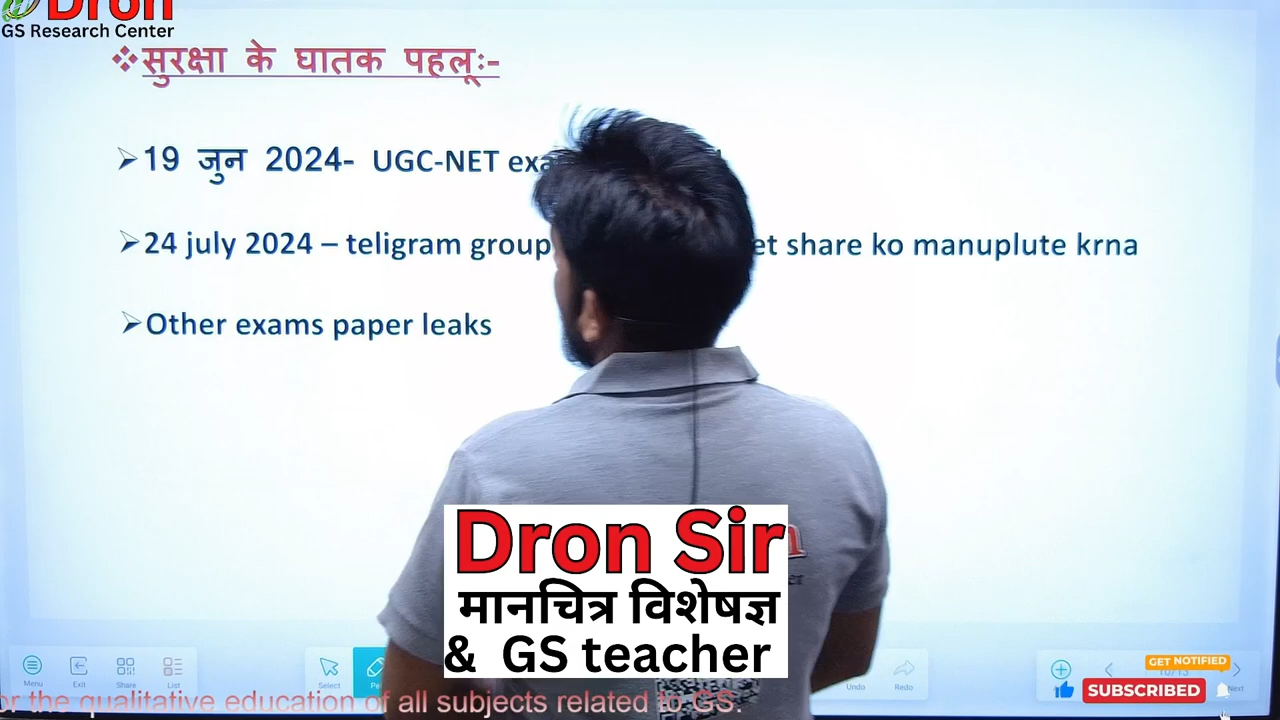 Dron
GS Research Center
❖सुरक्षा के घातक पहलूः-
➢19 जुन 2024- UGC-NET exa
➢24 july 2024 – teligram group et share ko manuplute krna
➢Other exams paper leaks
Dron Sir
मानचित्र विशेषज्ञ
& GS teacher
Menu Exit Share List Select Undo Redo Next
GET NOTIFIED
SUBSCRIBED
or the qualitative education of all subjects related to GS.